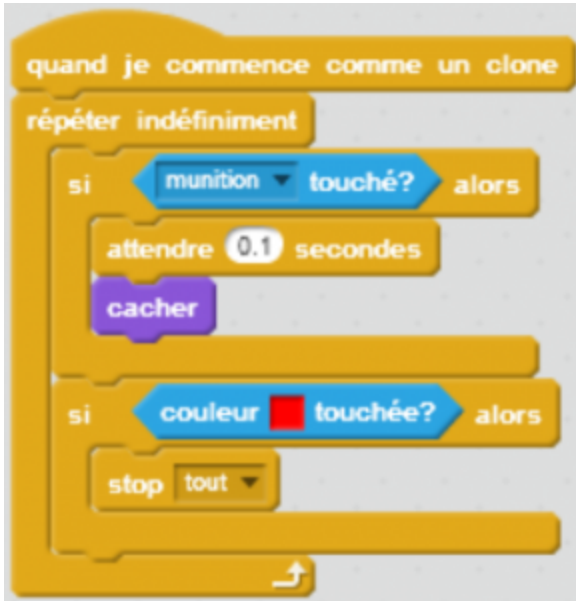 quand je commence comme un clone
répéter indéfiniment
si munition touché? alors
attendre 0.1 secondes
cacher
si couleur touchée? alors
stop tout